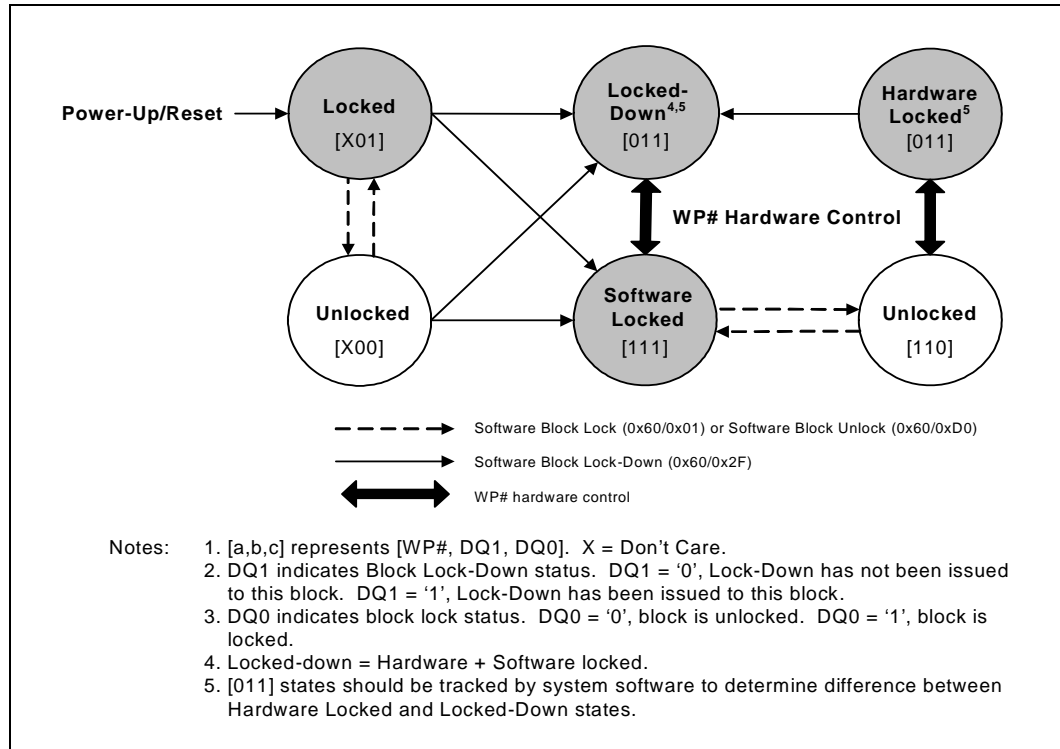 Power-Up/Reset
Locked
[X01]
Locked-
Down4,5
[011]
Hardware
Locked5
[011]
WP# Hardware Control
Unlocked
[X00]
Software
Locked
[111]
Unlocked
[110]
Software Block Lock (0x60/0x01) or Software Block Unlock (0x60/0xD0)
Software Block Lock-Down (0x60/0x2F)
WP# hardware control
Notes: 1. [a,b,c] represents [WP#, DQ1, DQ0]. X = Don't Care.
2. DQ1 indicates Block Lock-Down status. DQ1 = ‘0’, Lock-Down has not been issued
to this block. DQ1 = ‘1’, Lock-Down has been issued to this block.
3. DQ0 indicates block lock status. DQ0 = ‘0’, block is unlocked. DQ0 = ‘1’, block is
locked.
4. Locked-down = Hardware + Software locked.
5. [011] states should be tracked by system software to determine difference between
Hardware Locked and Locked-Down states.